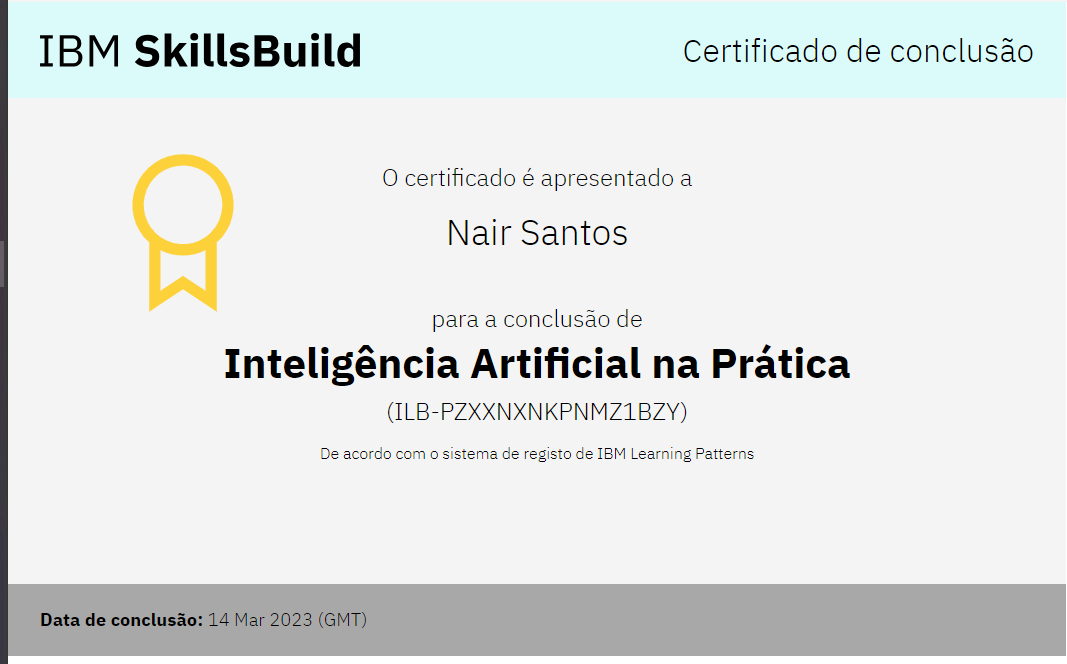 IBM SkillsBuild
Certificado de conclusão
O certificado é apresentado a
Nair Santos
para a conclusão de
Inteligência Artificial na Prática
(ILB-PZXXNXNKPNMZ1BZY)
De acordo com o sistema de registo de IBM Learning Patterns
Data de conclusão: 14 Mar 2023 (GMT)